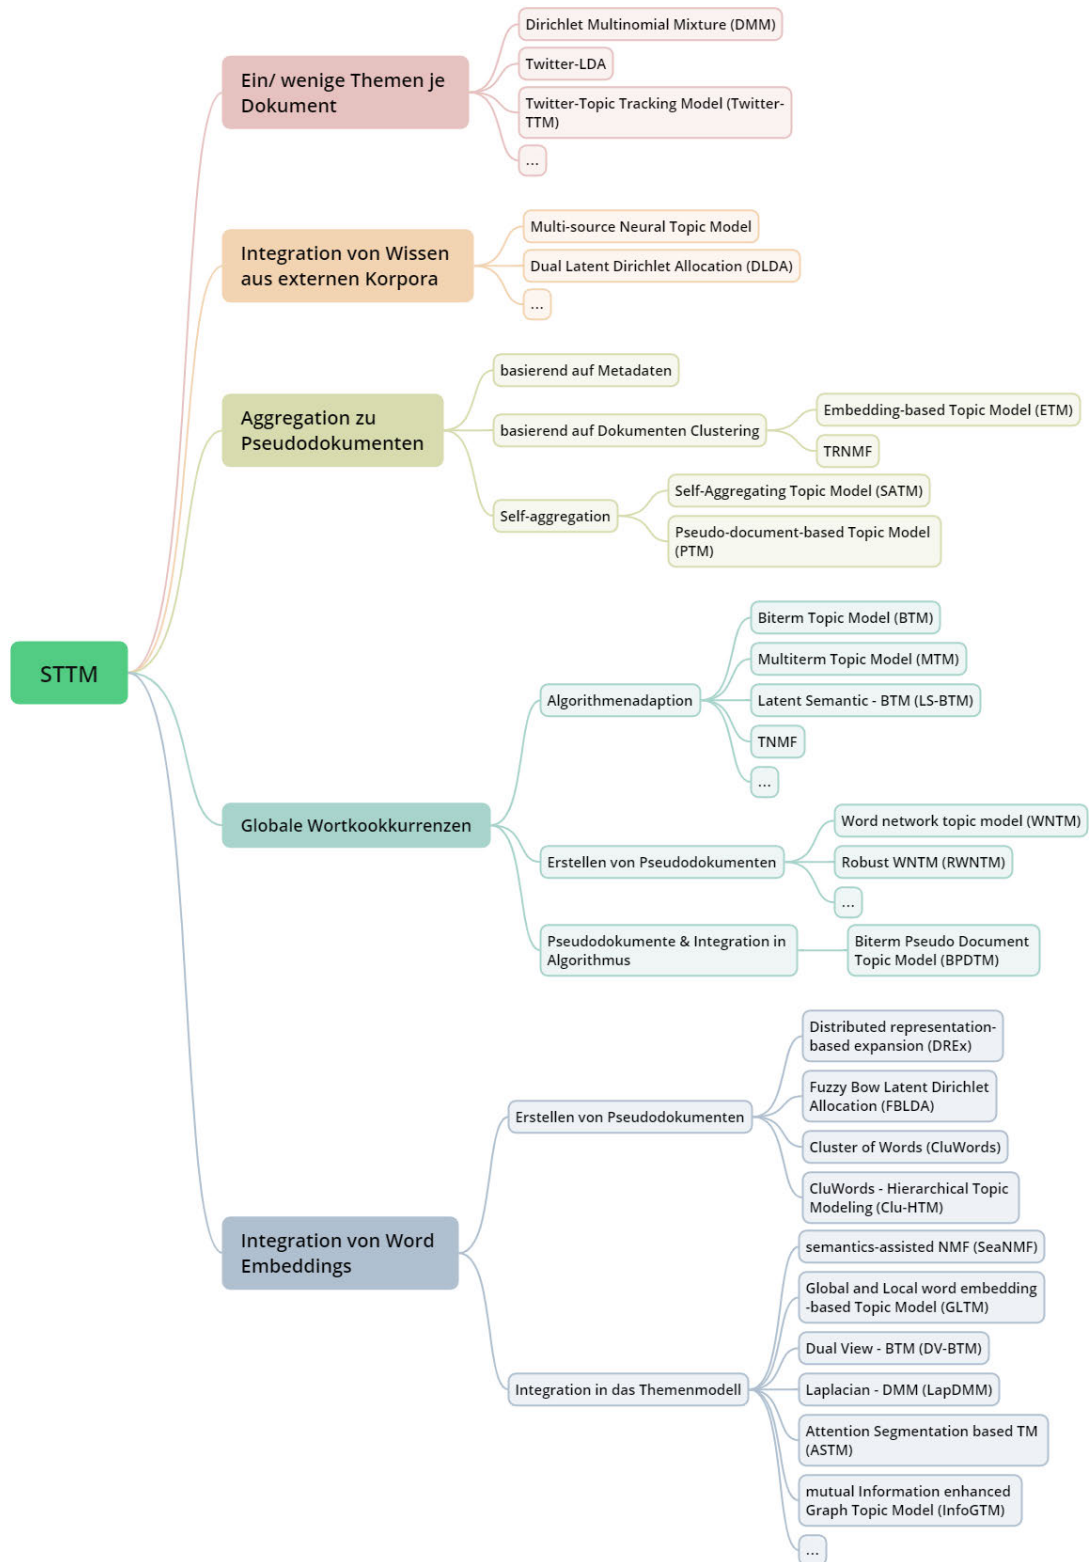 STTM
Ein/ wenige Themen je
Dokument
Dirichlet Multinomial Mixture (DMM)
Twitter-LDA
Twitter-Topic Tracking Model (Twitter-
TTM)
...
Integration von Wissen
aus externen Korpora
Multi-source Neural Topic Model
Dual Latent Dirichlet Allocation (DLDA)
...
Aggregation zu
Pseudodokumenten
basierend auf Metadaten
basierend auf Dokumenten Clustering
Embedding-based Topic Model (ETM)
TRNMF
Self-aggregation
Self-Aggregating Topic Model (SATM)
Pseudo-document-based Topic Model
(PTM)
Globale Wortkookkurrenzen
Algorithmenadaption
Biterm Topic Model (BTM)
Multiterm Topic Model (MTM)
Latent Semantic - BTM (LS-BTM)
TNMF
...
Erstellen von Pseudodokumenten
Word network topic model (WNTM)
Robust WNTM (RWNTM)
...
Pseudodokumente & Integration in
Algorithmus
Biterm Pseudo Document
Topic Model (BPDTM)
Integration von Word
Embeddings
Erstellen von Pseudodokumenten
Distributed representation-
based expansion (DREx)
Fuzzy Bow Latent Dirichlet
Allocation (FBLDA)
Cluster of Words (CluWords)
CluWords - Hierarchical Topic
Modeling (Clu-HTM)
Integration in das Themenmodell
semantics-assisted NMF (SeaNMF)
Global and Local word embedding
-based Topic Model (GLTM)
Dual View - BTM (DV-BTM)
Laplacian - DMM (LapDMM)
Attention Segmentation based TM
(ASTM)
mutual Information enhanced
Graph Topic Model (InfoGTM)
...